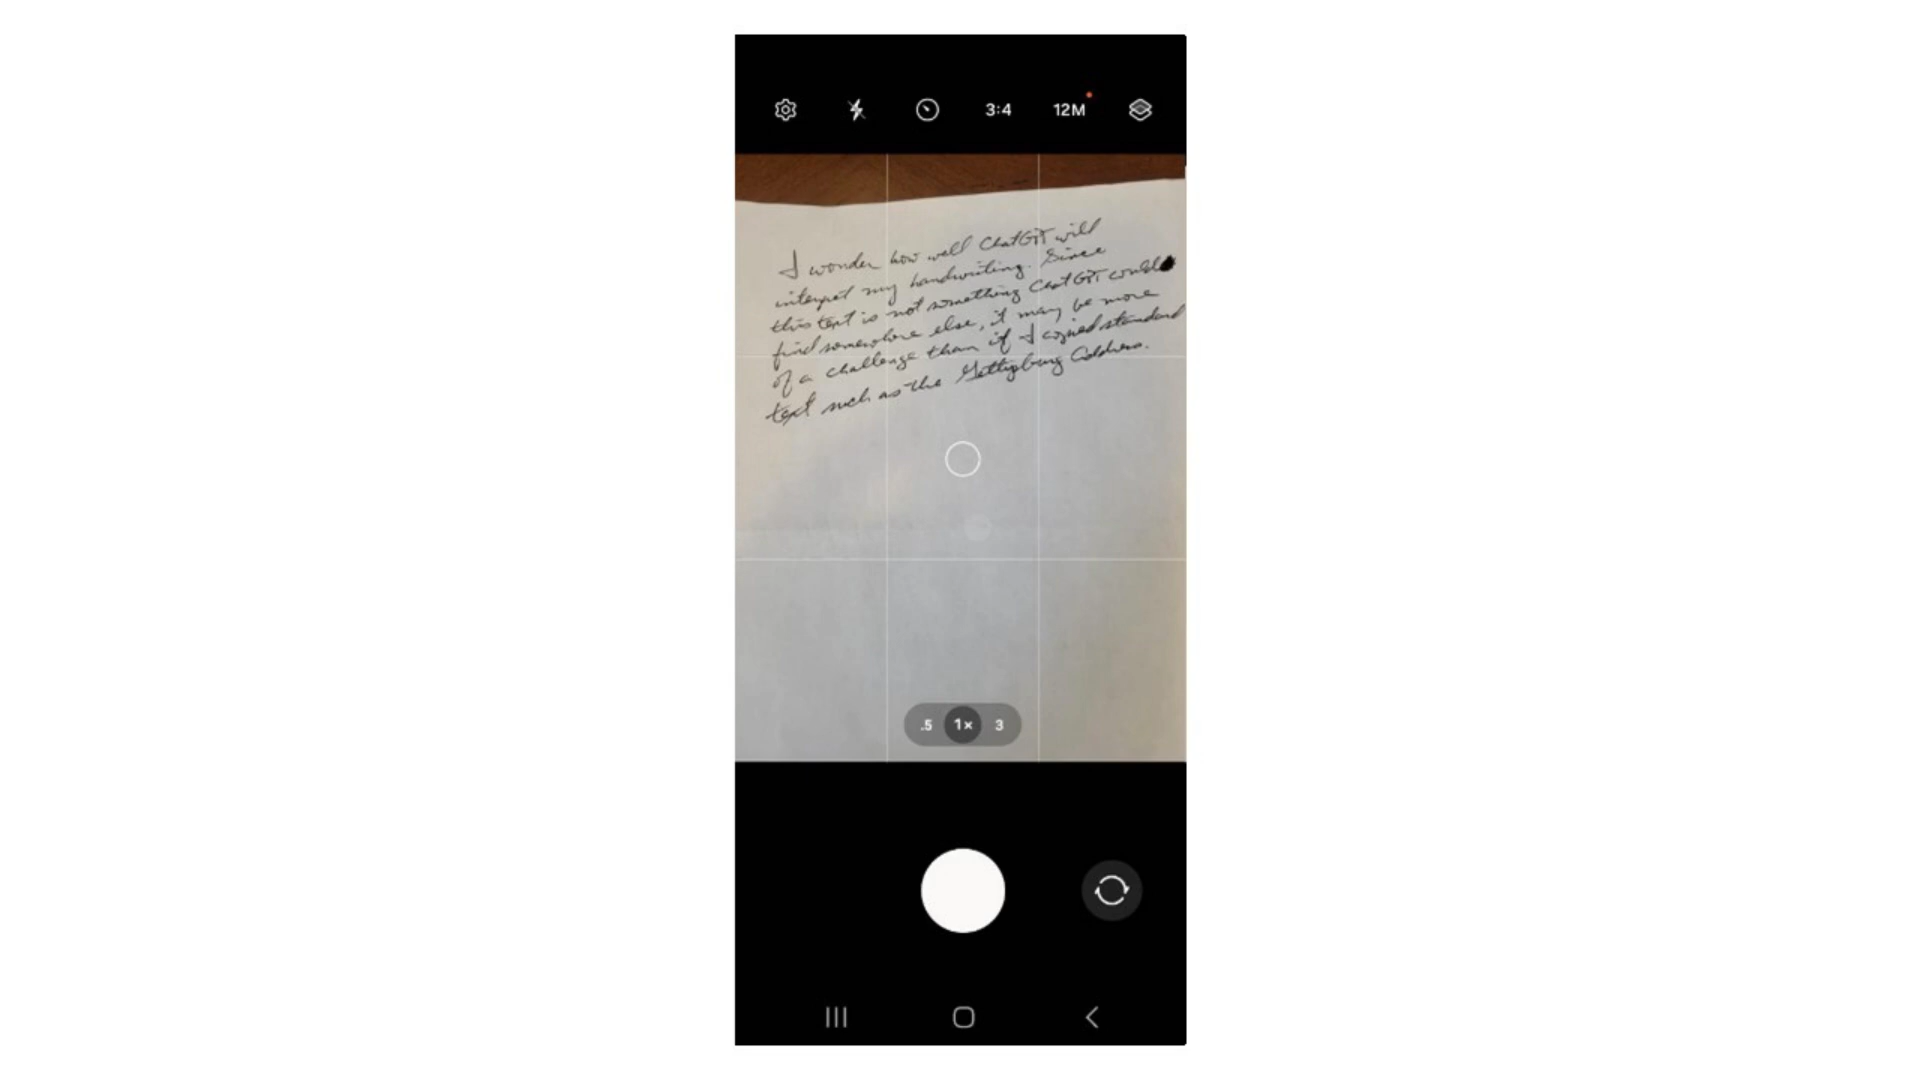 3:4
12M
I wonder how well ChatGPT will
interpret my handwriting. Since
this text is not something ChatGPT could
find somewhere else, it may be more
of a challenge than if I copied standard
text such as the Gettysburg Address.
.5 1x 3